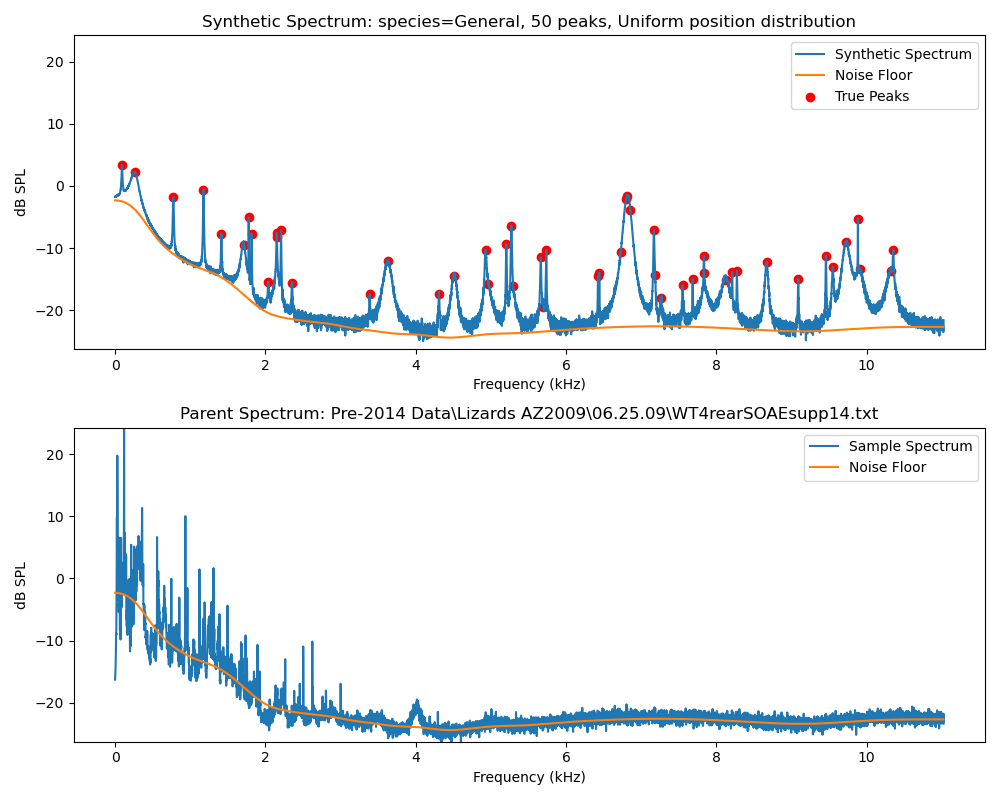 Synthetic Spectrum: species=General, 50 peaks, Uniform position distribution
Synthetic Spectrum
Noise Floor
True Peaks
dB SPL
20
10
0
−10
−20
0 2 4 6 8 10
Frequency (kHz)
Parent Spectrum: Pre-2014 Data\Lizards AZ2009\06.25.09\WT4rearSOAEsupp14.txt
Sample Spectrum
Noise Floor
dB SPL
20
10
0
−10
−20
0 2 4 6 8 10
Frequency (kHz)